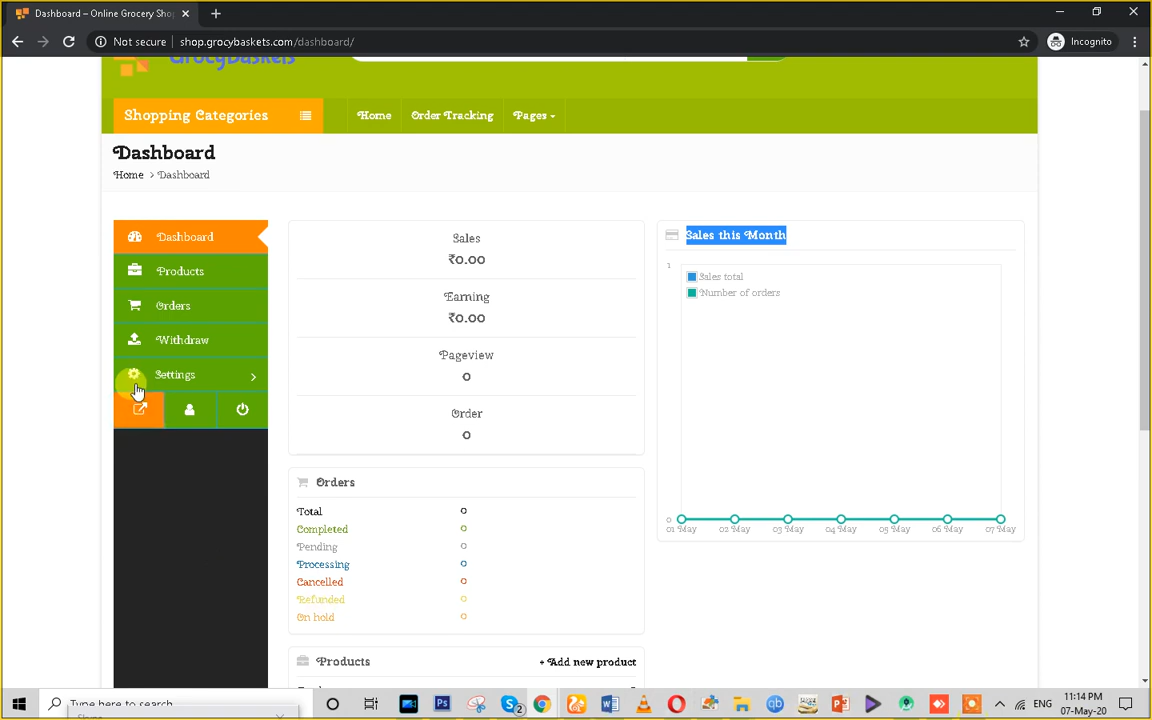 Dashboard – Online Grocery Sho
Not secure
shop.grocybaskets.com/dashboard/
Incognito
GrocyBaskets
Shopping Categories
Home
Order Tracking
Pages
Dashboard
Home > Dashboard
Dashboard
Products
Orders
Withdraw
Settings
Sales
₹0.00
Earning
₹0.00
Pageview
0
Order
0
Orders
Total 0
Completed 0
Pending 0
Processing 0
Cancelled 0
Refunded 0
On hold 0
Products
+ Add new product
Sales this Month
1
Sales total
Number of orders
0
01 May 02 May 03 May 04 May 05 May 06 May 07 May
Type here to search
2
ENG
11:14 PM
07-May-20